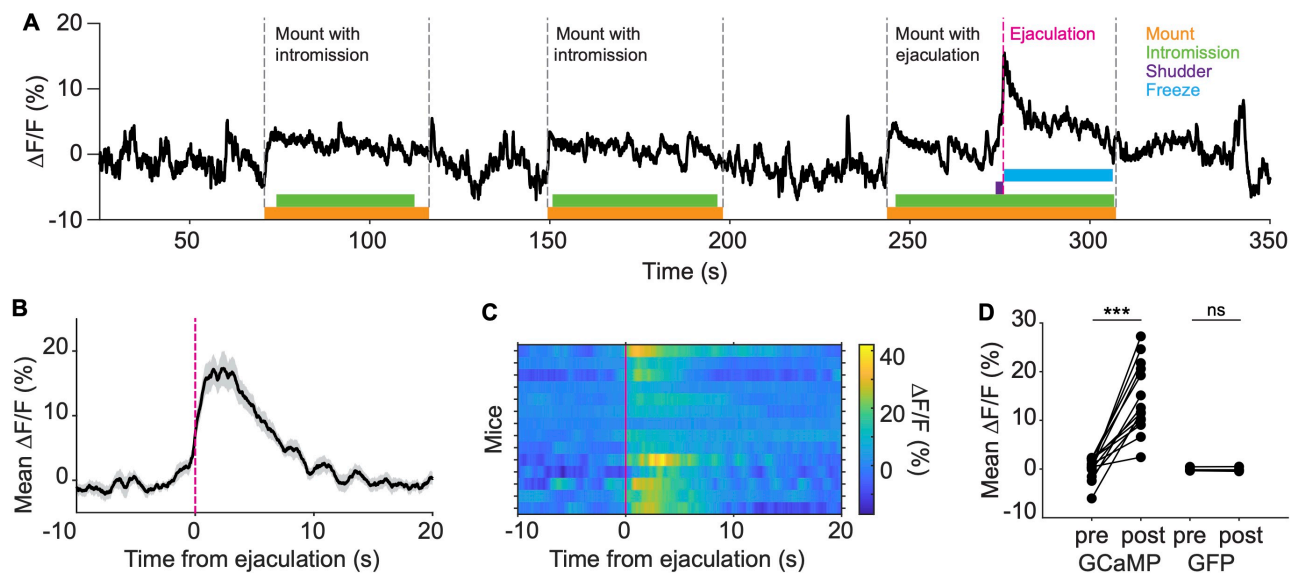 A
20
10
0
-10
ΔF/F (%)
Mount with
intromission
Mount with
intromission
Mount with
ejaculation
Ejaculation
Mount
Intromission
Shudder
Freeze
50
100
150
200
250
300
350
Time (s)
B
20
10
0
-10
Mean ΔF/F (%)
0
10
20
Time from ejaculation (s)
C
Mice
-10
0
10
20
Time from ejaculation (s)
40
20
0
ΔF/F (%)
D
30
20
10
0
-10
Mean ΔF/F (%)
***
ns
pre post pre post
GCaMP GFP